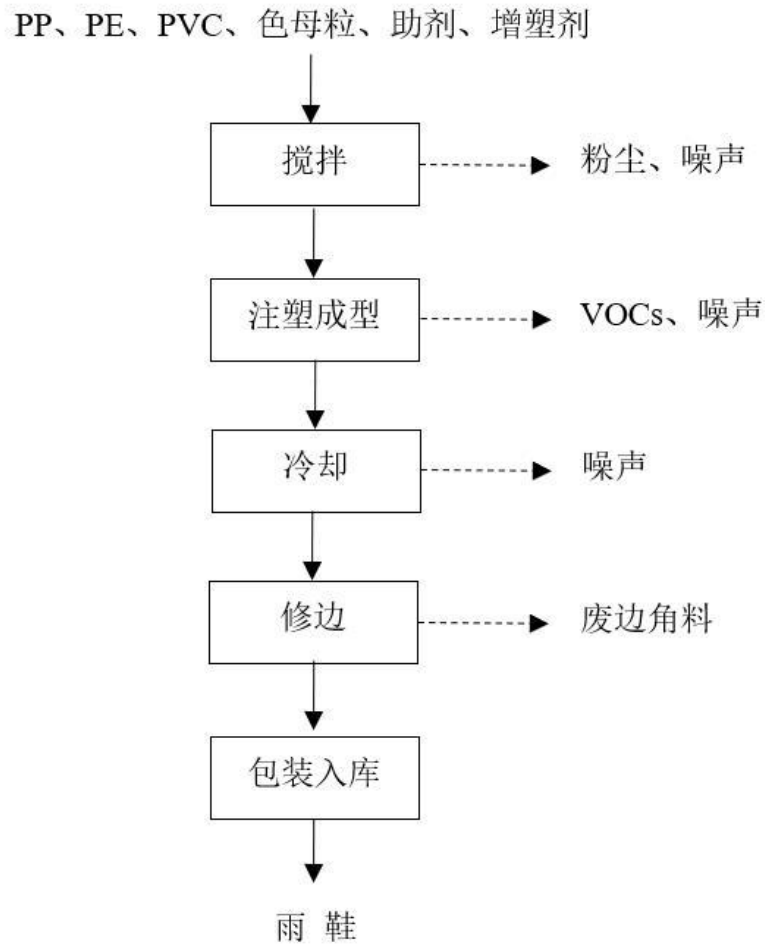 PP、PE、PVC、色母粒、助剂、增塑剂
搅拌
粉尘、噪声
注塑成型
VOCs、噪声
冷却
噪声
修边
废边角料
包装入库
雨 鞋